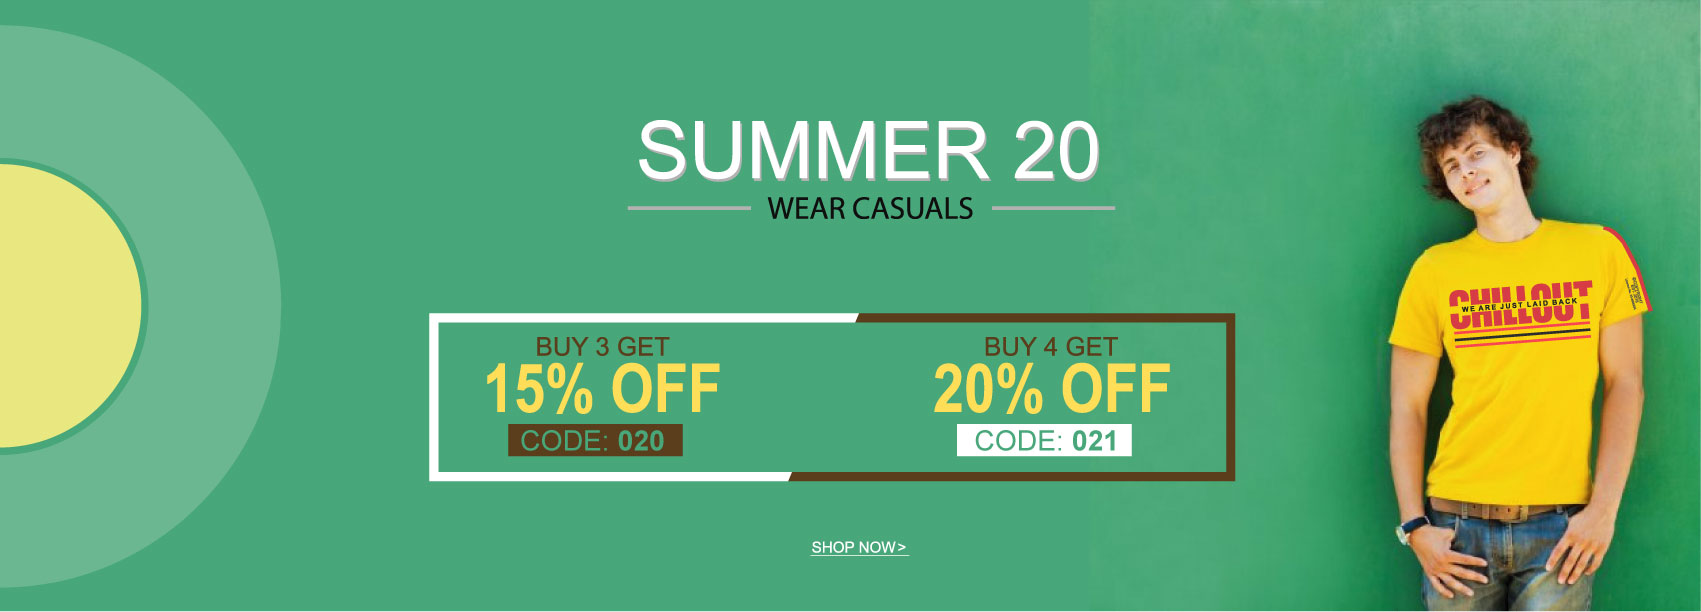 SUMMER 20
WEAR CASUALS
BUY 3 GET
15% OFF
CODE: 020
BUY 4 GET
20% OFF
CODE: 021
SHOP NOW>
CHILLOUT
WE ARE JUST LAID BACK